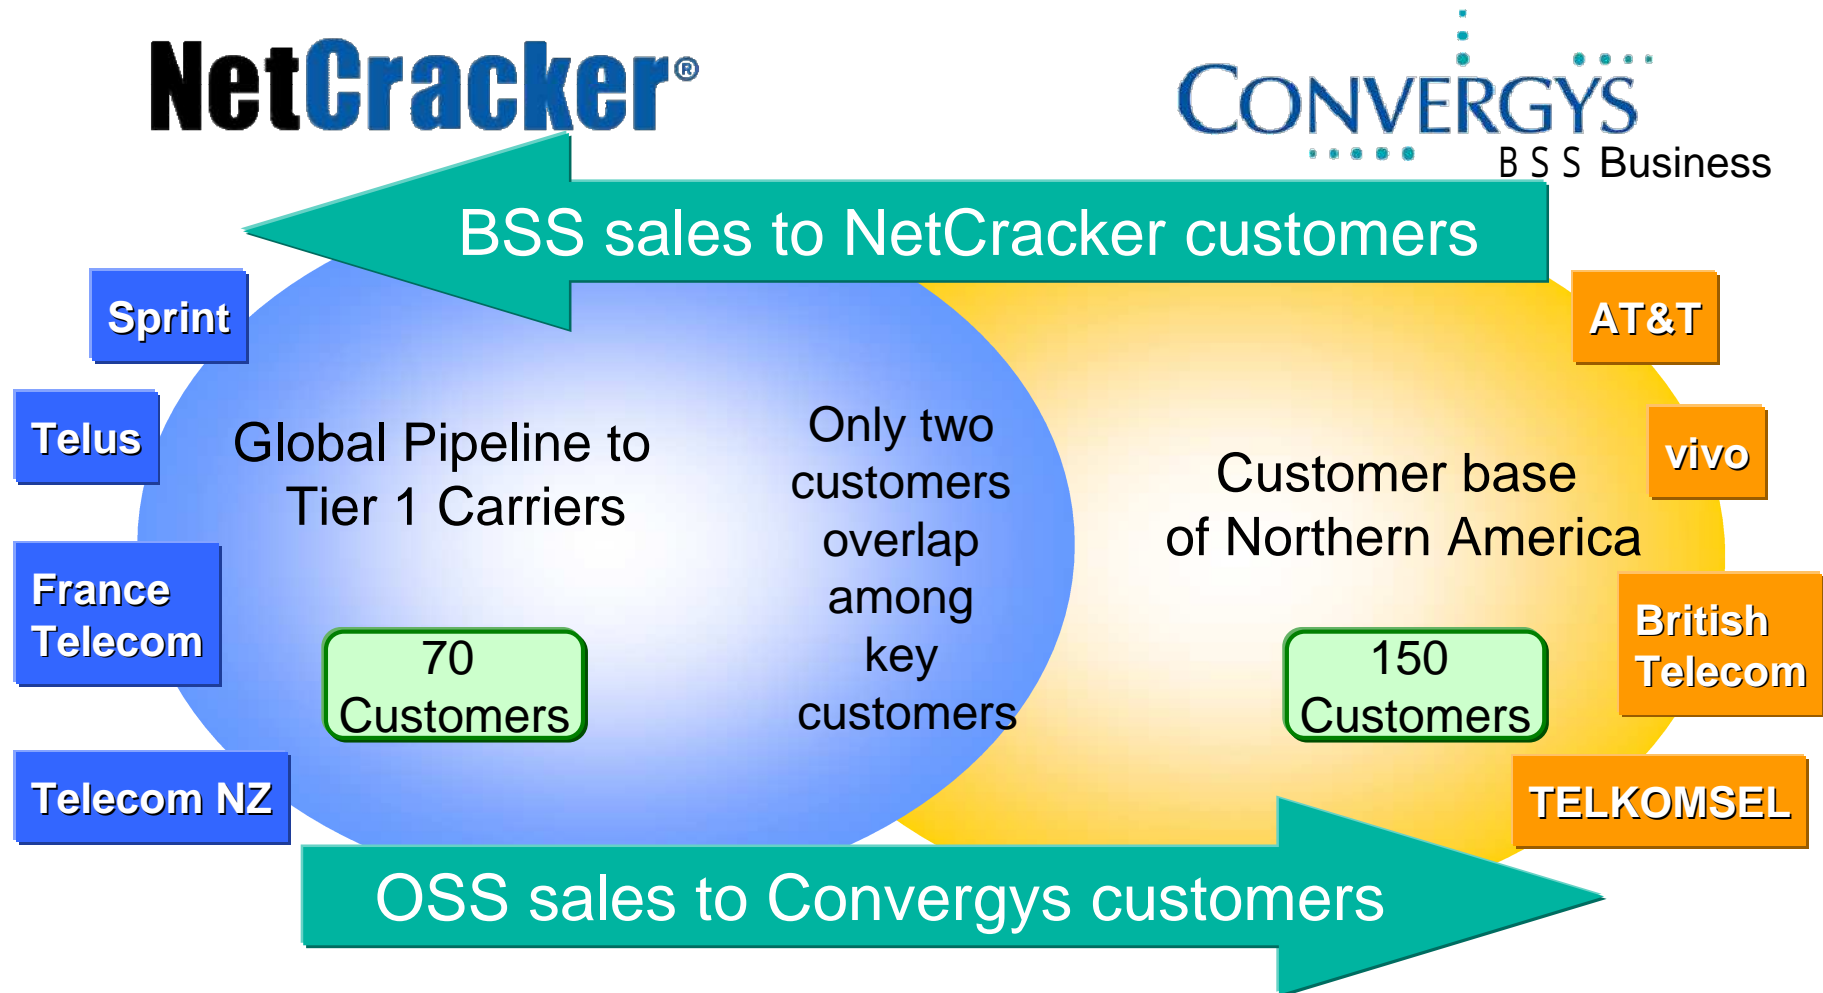 NetCracker®
CONVERGYS
BSS Business
BSS sales to NetCracker customers
Sprint
Telus
France
Telecom
Telecom NZ
Global Pipeline to
Tier 1 Carriers
70
Customers
Only two
customers
overlap
among
key
customers
Customer base
of Northern America
150
Customers
AT&T
vivo
British
Telecom
TELKOMSEL
OSS sales to Convergys customers